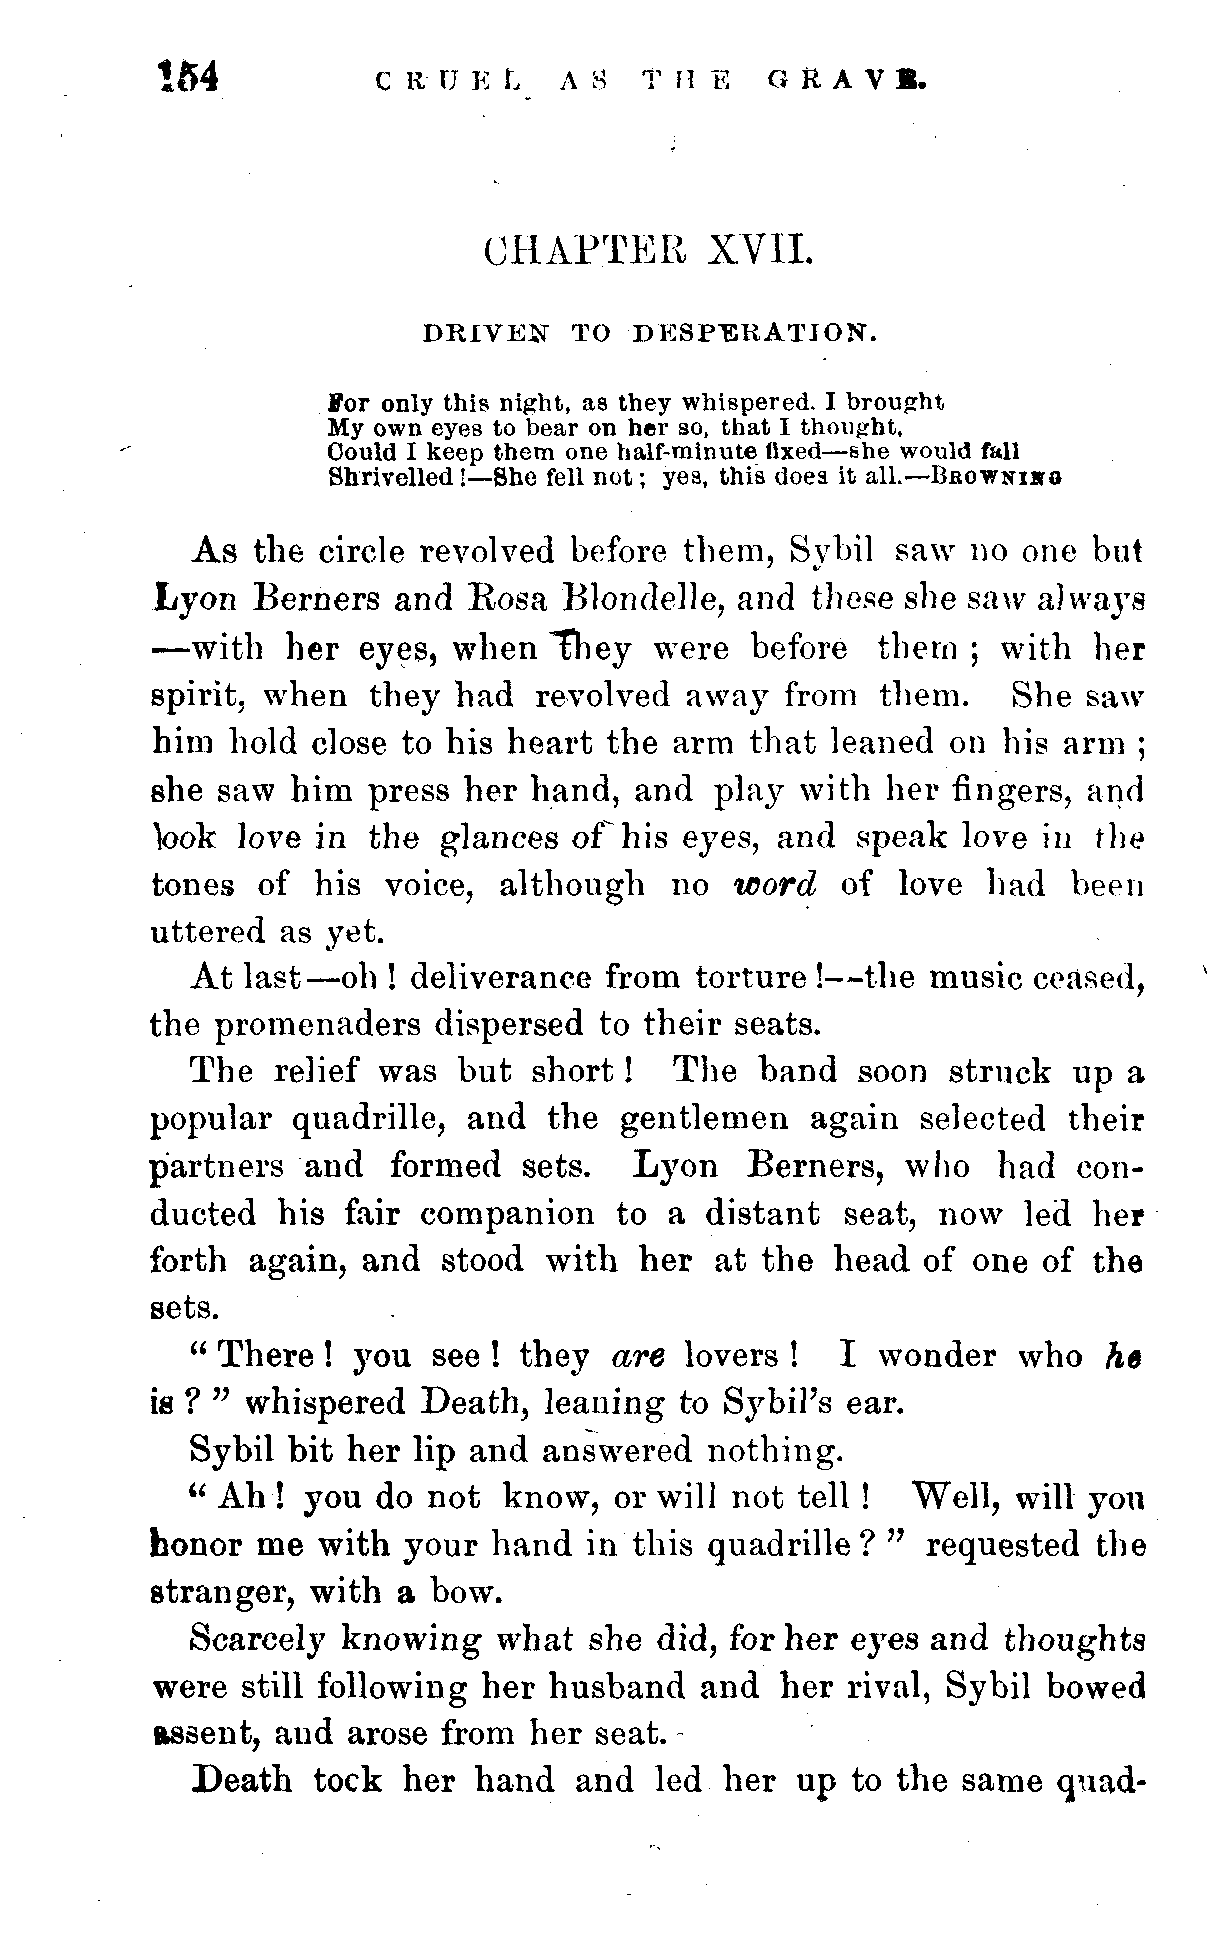 154 CRUEL AS THE GRAVE.
CHAPTER XVII.
DRIVEN TO DESPERATION.
For only this night, as they whispered. I brought
My own eyes to bear on her so, that I thought,
Could I keep them one half-minute fixed—she would fall
Shrivelled!—She fell not; yes, this does it all.—BROWNING
As the circle revolved before them, Sybil saw no one but
Lyon Berners and Rosa Blondelle, and these she saw always
—with her eyes, when they were before them; with her
spirit, when they had revolved away from them. She saw
him hold close to his heart the arm that leaned on his arm;
she saw him press her hand, and play with her fingers, and
look love in the glances of his eyes, and speak love in the
tones of his voice, although no word of love had been
uttered as yet.
At last—oh! deliverance from torture!--the music ceased,
the promenaders dispersed to their seats.
The relief was but short! The band soon struck up a
popular quadrille, and the gentlemen again selected their
partners and formed sets. Lyon Berners, who had con-
ducted his fair companion to a distant seat, now led her
forth again, and stood with her at the head of one of the
sets.
"There! you see! they are lovers! I wonder who he
is?" whispered Death, leaning to Sybil's ear.
Sybil bit her lip and answered nothing.
"Ah! you do not know, or will not tell! Well, will you
honor me with your hand in this quadrille?" requested the
stranger, with a bow.
Scarcely knowing what she did, for her eyes and thoughts
were still following her husband and her rival, Sybil bowed
assent, and arose from her seat.
Death tock her hand and led her up to the same quad-